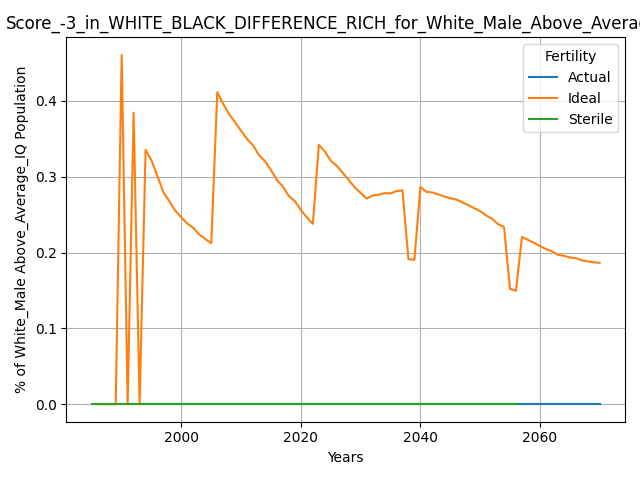 Score_-3_in_WHITE_BLACK_DIFFERENCE_RICH_for_White_Male_Above_Avera
Fertility
Actual
Ideal
Sterile
% of White_Male Above_Average_IQ Population
0.4
0.3
0.2
0.1
0.0
2000 2020 2040 2060
Years